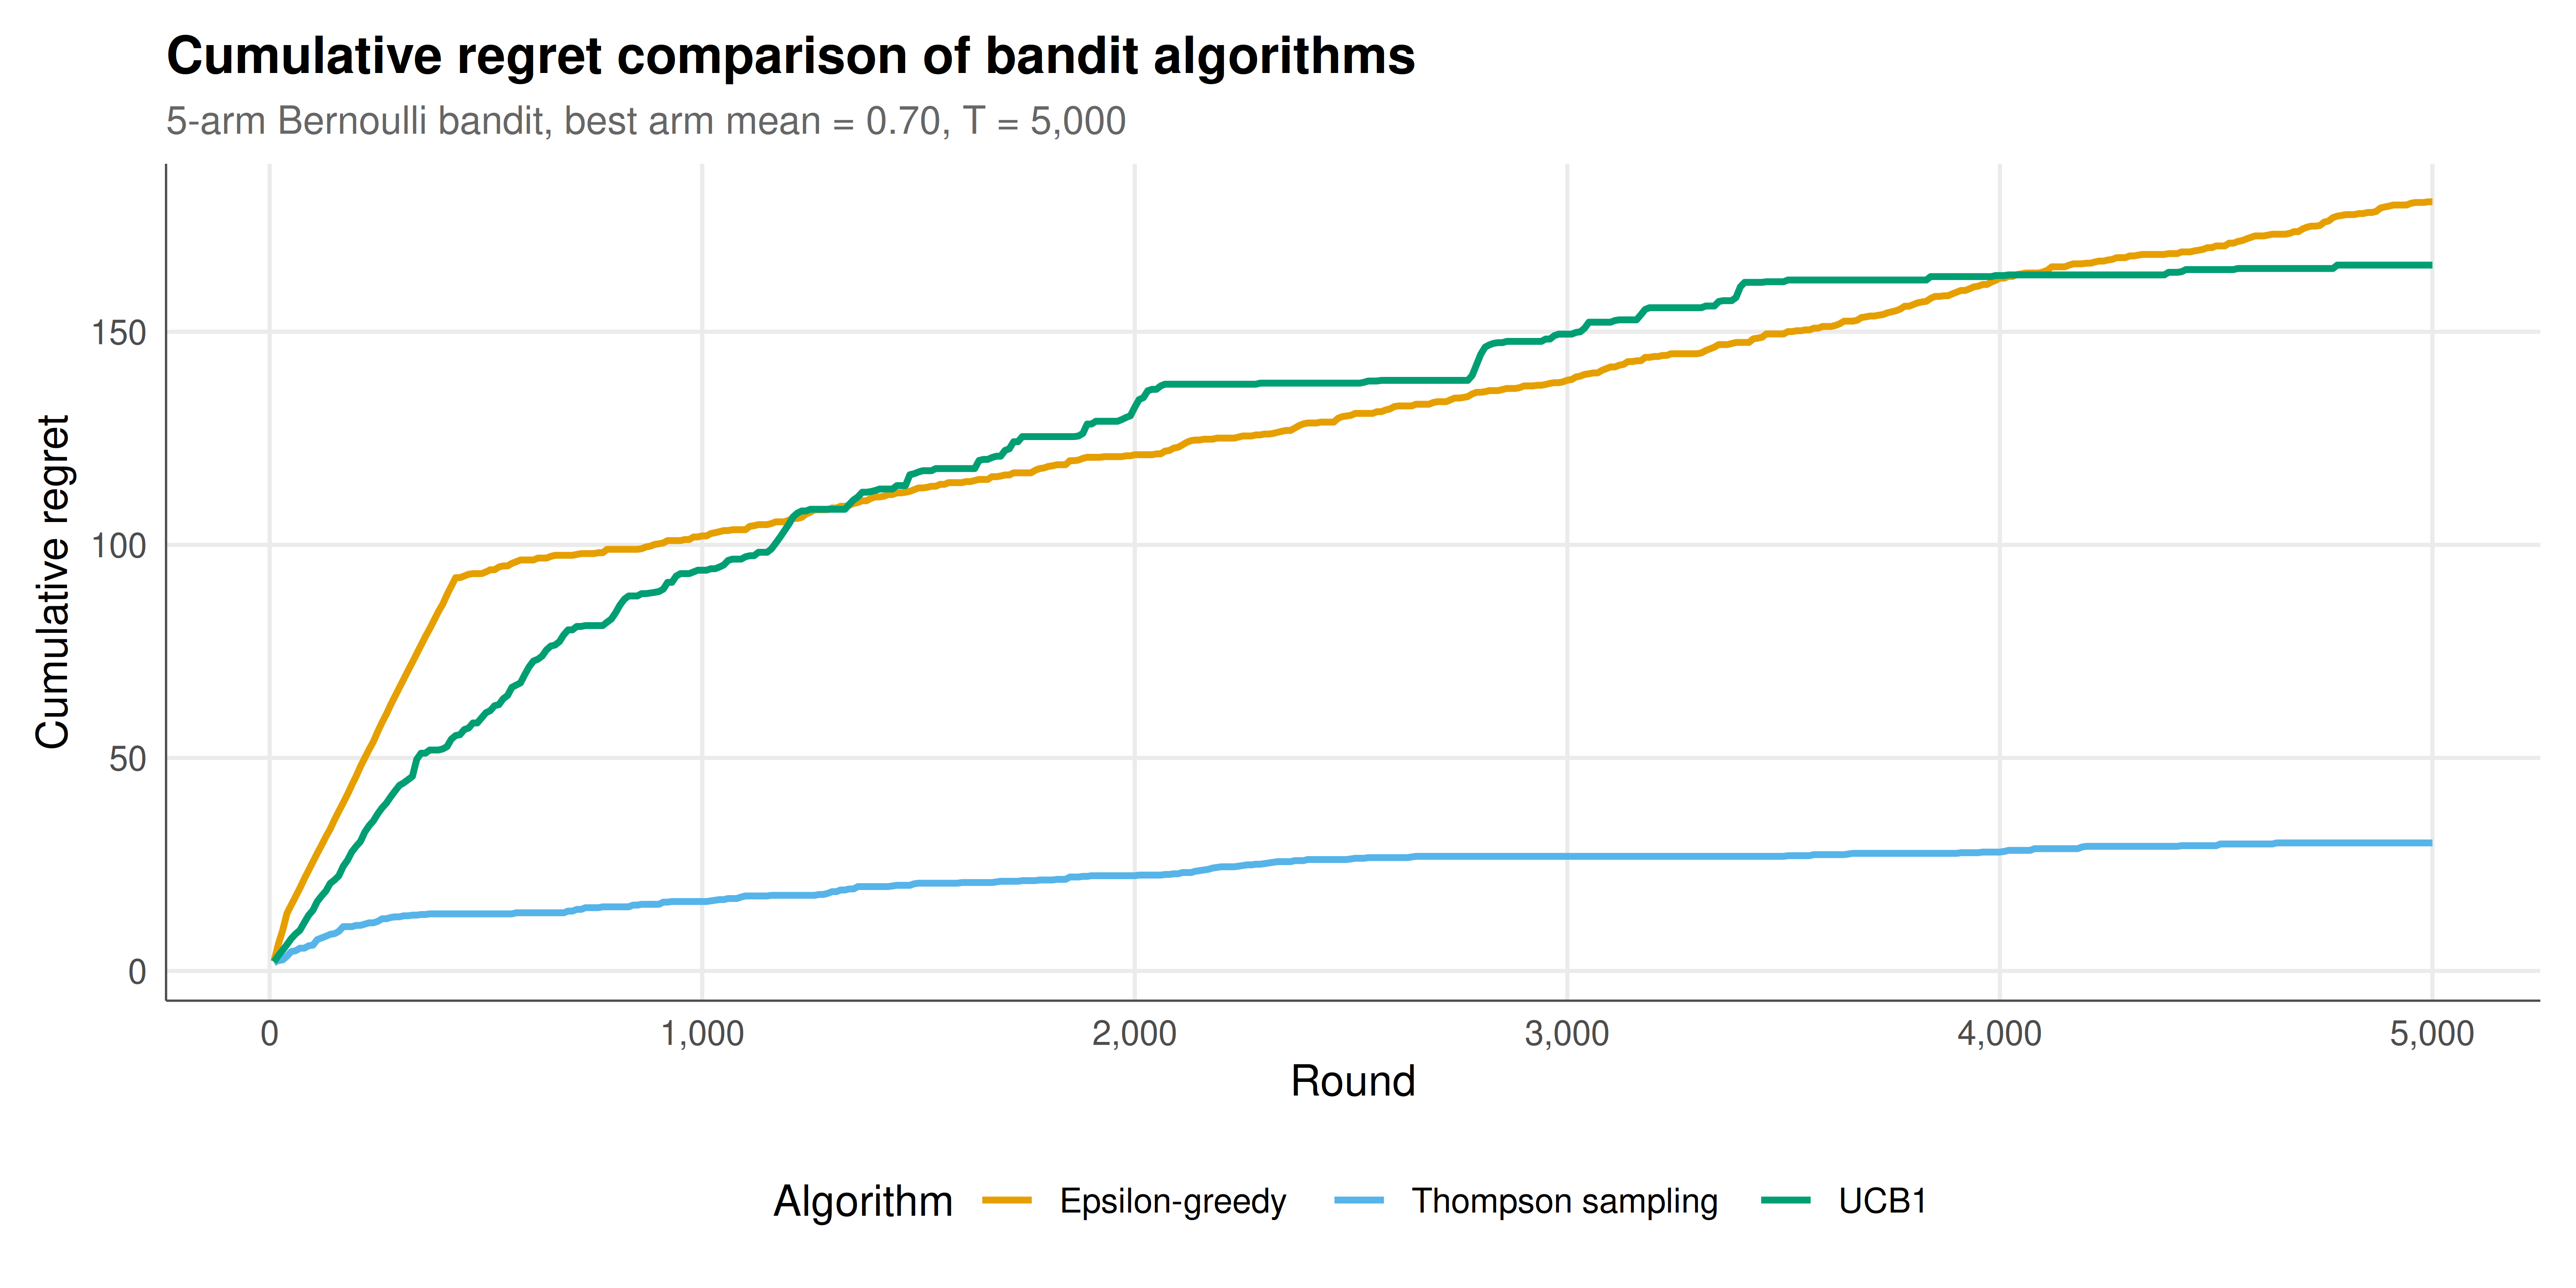 Cumulative regret comparison of bandit algorithms
5-arm Bernoulli bandit, best arm mean = 0.70, T = 5,000
Cumulative regret
150
100
50
0
0 1,000 2,000 3,000 4,000 5,000
Round
Algorithm Epsilon-greedy Thompson sampling UCB1